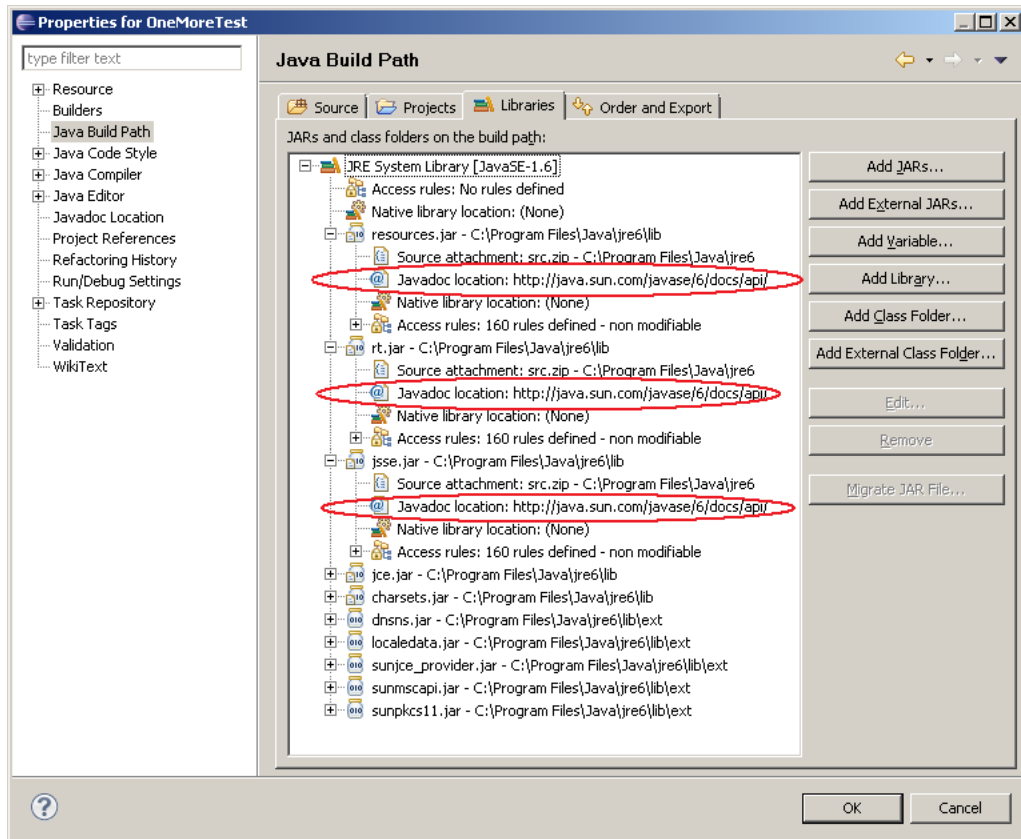 Properties for OneMoreTest
type filter text
Resource
Builders
Java Build Path
Java Code Style
Java Compiler
Java Editor
Javadoc Location
Project References
Refactoring History
Run/Debug Settings
Task Repository
Task Tags
Validation
WikiText
Java Build Path
Source
Projects
Libraries
Order and Export
JARs and class folders on the build path:
JRE System Library [JavaSE-1.6]
Access rules: No rules defined
Native library location: (None)
resources.jar - C:\Program Files\Java\jre6\lib
Source attachment: src.zip - C:\Program Files\Java\jre6
Javadoc location: http://java.sun.com/javase/6/docs/api/
Native library location: (None)
Access rules: 160 rules defined - non modifiable
rt.jar - C:\Program Files\Java\jre6\lib
Source attachment: src.zip - C:\Program Files\Java\jre6
Javadoc location: http://java.sun.com/javase/6/docs/api/
Native library location: (None)
Access rules: 160 rules defined - non modifiable
jsse.jar - C:\Program Files\Java\jre6\lib
Source attachment: src.zip - C:\Program Files\Java\jre6
Javadoc location: http://java.sun.com/javase/6/docs/api/
Native library location: (None)
Access rules: 160 rules defined - non modifiable
jce.jar - C:\Program Files\Java\jre6\lib
charsets.jar - C:\Program Files\Java\jre6\lib
dnsns.jar - C:\Program Files\Java\jre6\lib\ext
localedata.jar - C:\Program Files\Java\jre6\lib\ext
sunjce_provider.jar - C:\Program Files\Java\jre6\lib\ext
sunmscapi.jar - C:\Program Files\Java\jre6\lib\ext
sunpkcs11.jar - C:\Program Files\Java\jre6\lib\ext
Add JARs...
Add External JARs...
Add Variable...
Add Library...
Add Class Folder...
Add External Class Folder...
Edit...
Remove
Migrate JAR File...
OK
Cancel